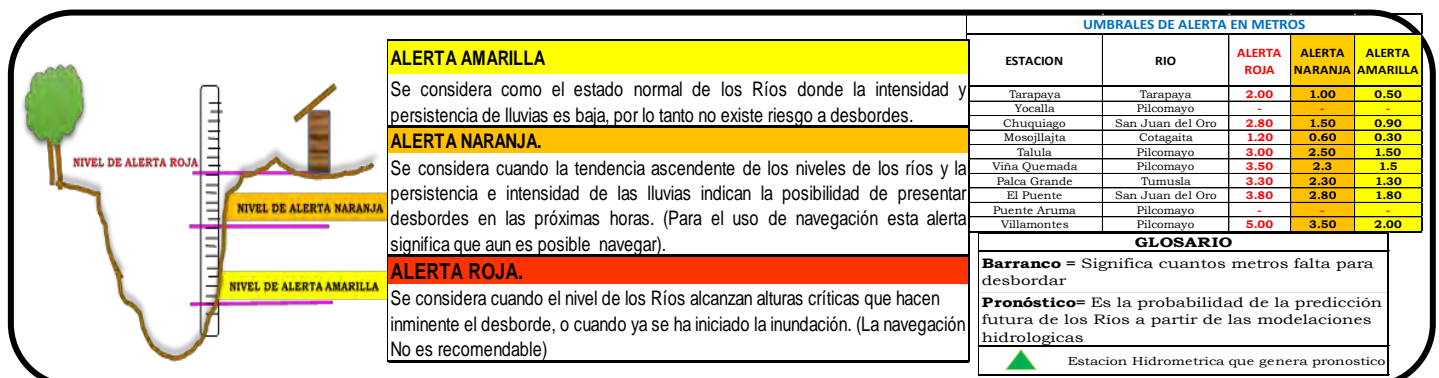 NIVEL DE ALERTA ROJA
NIVEL DE ALERTA NARANJA
NIVEL DE ALERTA AMARILLA
ALERTA AMARILLA
Se considera como el estado normal de los Ríos donde la intensidad y
persistencia de lluvias es baja, por lo tanto no existe riesgo a desbordes.
ALERTA NARANJA.
Se considera cuando la tendencia ascendente de los niveles de los ríos y la
persistencia e intensidad de las lluvias indican la posibilidad de presentar
desbordes en las próximas horas. (Para el uso de navegación esta alerta
significa que aun es posible navegar).
ALERTA ROJA.
Se considera cuando el nivel de los Ríos alcanzan alturas críticas que hacen
inminente el desborde, o cuando ya se ha iniciado la inundación. (La navegación
No es recomendable)
UMBRALES DE ALERTA EN METROS
ESTACION RIO ALERTA ROJA ALERTA NARANJA ALERTA AMARILLA
Tarapaya Tarapaya 2.00 1.00 0.50
Yocalla Pilcomayo - - -
Chuquiago San Juan del Oro 2.80 1.50 0.90
Mosojllajta Cotagaita 1.20 0.60 0.30
Talula Pilcomayo 3.00 2.50 1.50
Viña Quemada Pilcomayo 3.50 2.3 1.5
Palca Grande Tumusla 3.30 2.30 1.30
El Puente San Juan del Oro 3.80 2.80 1.80
Puente Aruma Pilcomayo - - -
Villamontes Pilcomayo 5.00 3.50 2.00
GLOSARIO
Barranco = Significa cuantos metros falta para
desbordar
Pronóstico= Es la probabilidad de la predicción
futura de los Ríos a partir de las modelaciones
hidrologicas
Estacion Hidrometrica que genera pronostico